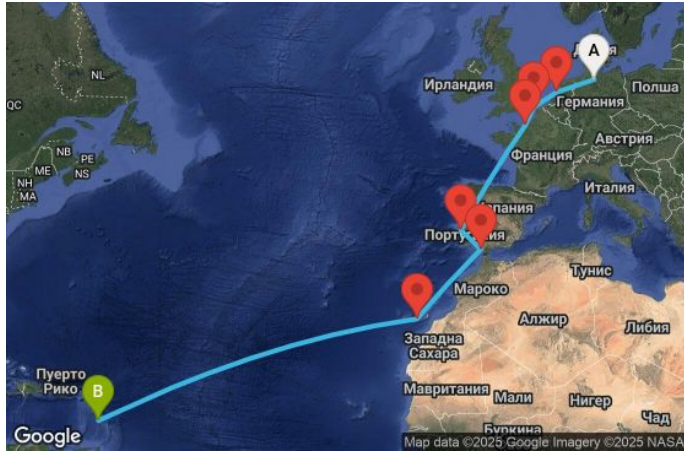 NL
QC
NB
PE
ME
NS
NH
MA
Ирландия
A
Полша
Германия
Австрия
Франция
Италия
Португалия
Тунис
Мароко
Алжир
Либия
Западна
Сахара
Пуерто
Рико
B
Мавритания
Мали
Нигер
Чад
Буркина
Google
Map data ©2025 Google Imagery ©2025 NASA